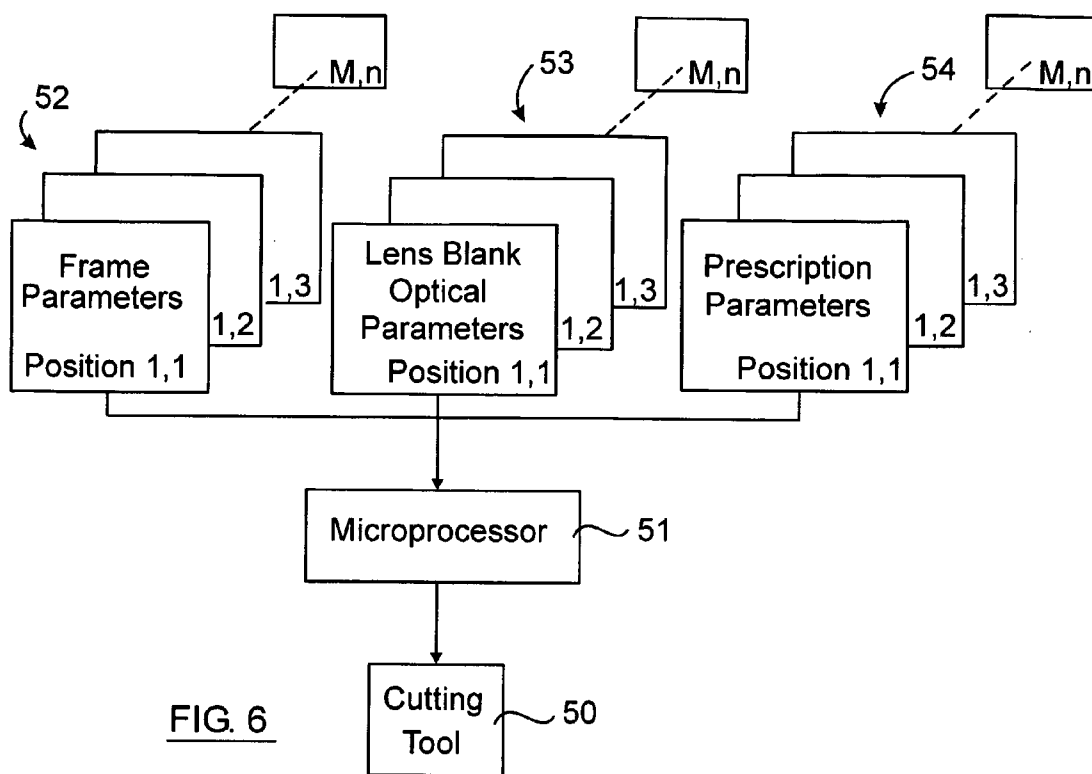 M,n
M,n
M,n
52
53
54
1,3
1,3
1,3
1,2
1,2
1,2
Frame
Parameters
Position 1,1
Lens Blank
Optical
Parameters
Position 1,1
Prescription
Parameters
Position 1,1
Microprocessor
51
Cutting
Tool
50
FIG. 6